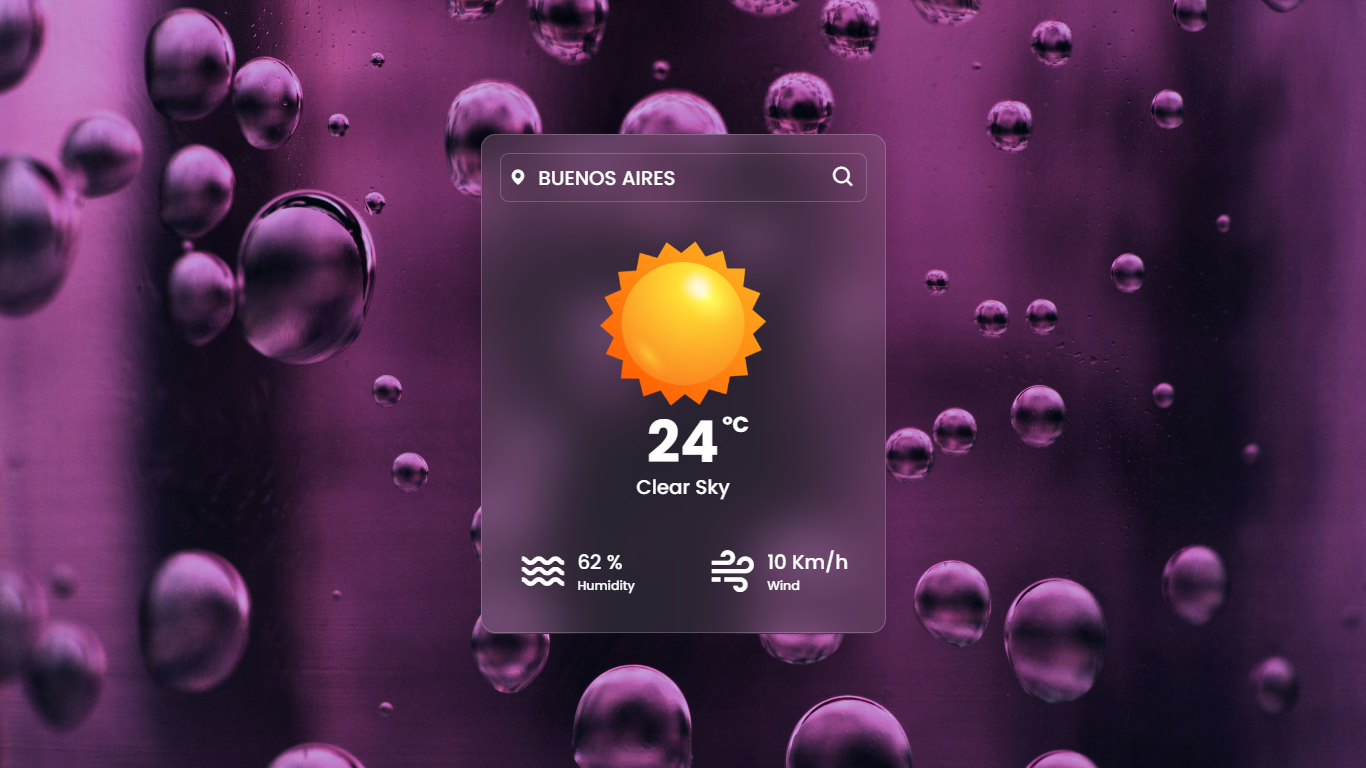 BUENOS AIRES
24 °C
Clear Sky
62 %
Humidity
10 Km/h
Wind